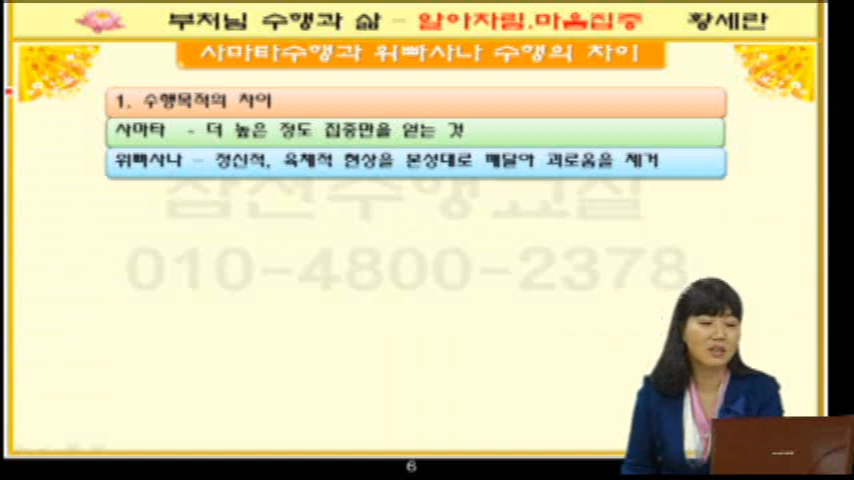 부처님 수행과 삶 - 알아차림.마음집중 황세란
사마타수행과 위빠사나 수행의 차이
1. 수행목적의 차이
사마타 - 더 높은 정도 집중만을 얻는 것
위빠사나 - 정신적, 육체적 현상을 본성대로 깨달아 괴로움을 제거
참선수행교실
010-4800-2378
6